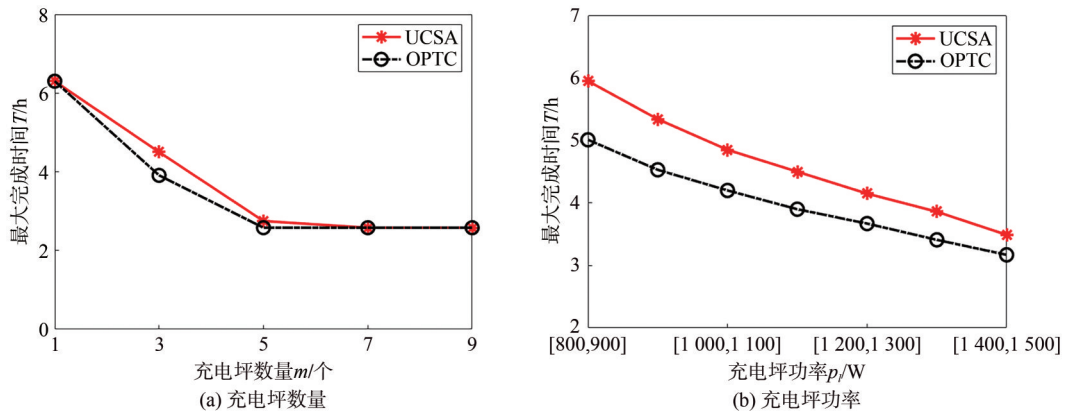 8
6
4
2
0
最大完成时间T/h
UCSA
OPTC
1
3
5
7
9
充电坪数量m/个
(a) 充电坪数量
7
6
5
4
3
2
最大完成时间T/h
UCSA
OPTC
[800,900]
[1 000,1 100]
[1 200,1 300]
[1 400,1 500]
充电坪功率pl/W
(b) 充电坪功率